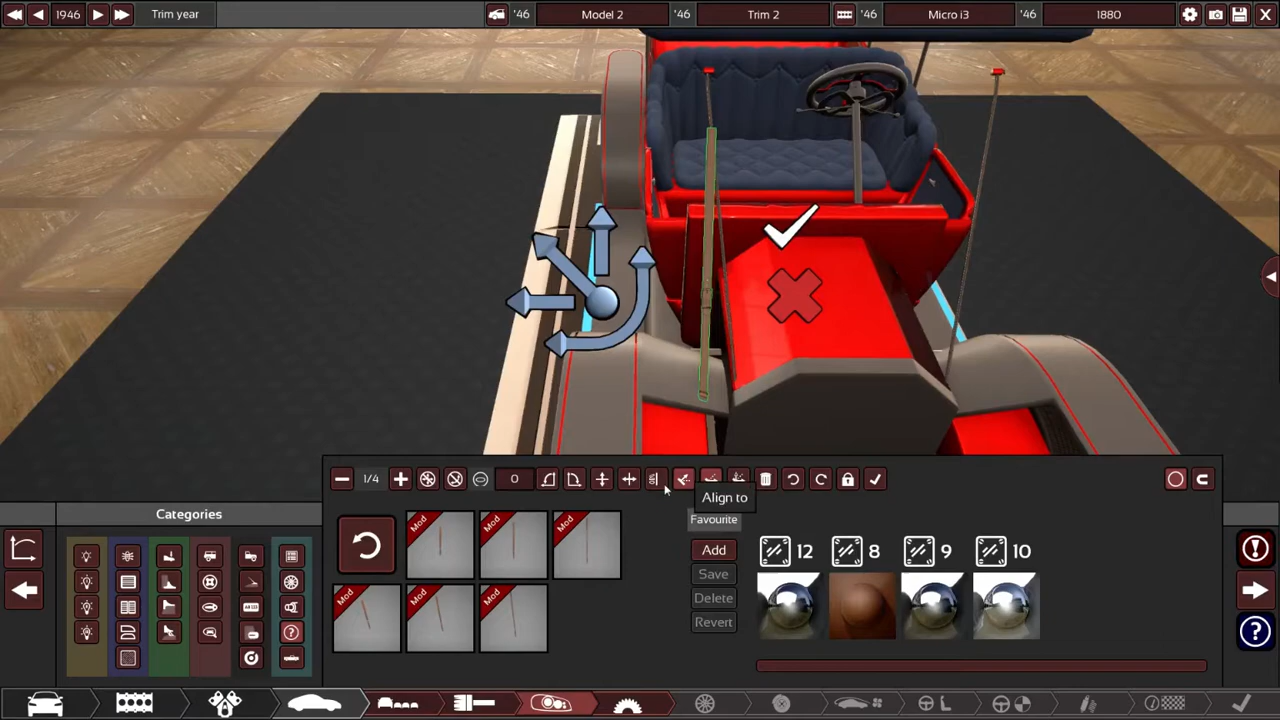 1946 Trim year '46 Model 2 '46 Trim 2 '46 Micro i3 '46 1880
1/4 0
Align to
Categories
Favourite
Add
Save
Delete
Revert
12 8 9 10
Mod Mod Mod
Mod Mod Mod